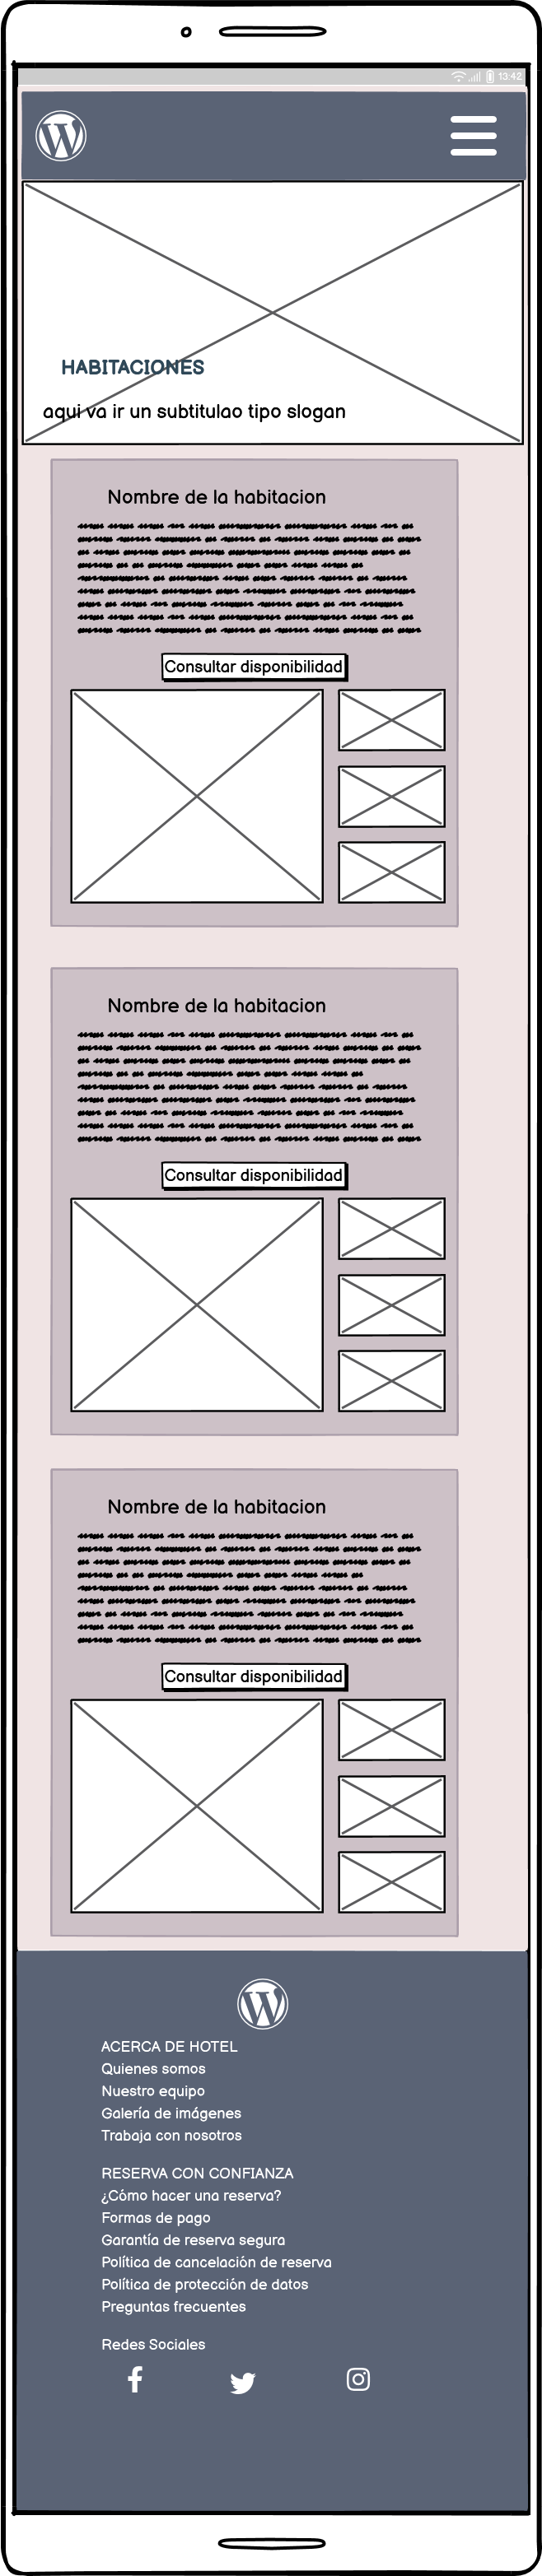 13:42
HABITACIONES
aqui va ir un subtitulao tipo slogan
Nombre de la habitacion
Consultar disponibilidad
Nombre de la habitacion
Consultar disponibilidad
Nombre de la habitacion
Consultar disponibilidad
ACERCA DE HOTEL
Quienes somos
Nuestro equipo
Galería de imágenes
Trabaja con nosotros
RESERVA CON CONFIANZA
¿Cómo hacer una reserva?
Formas de pago
Garantía de reserva segura
Política de cancelación de reserva
Política de protección de datos
Preguntas frecuentes
Redes Sociales